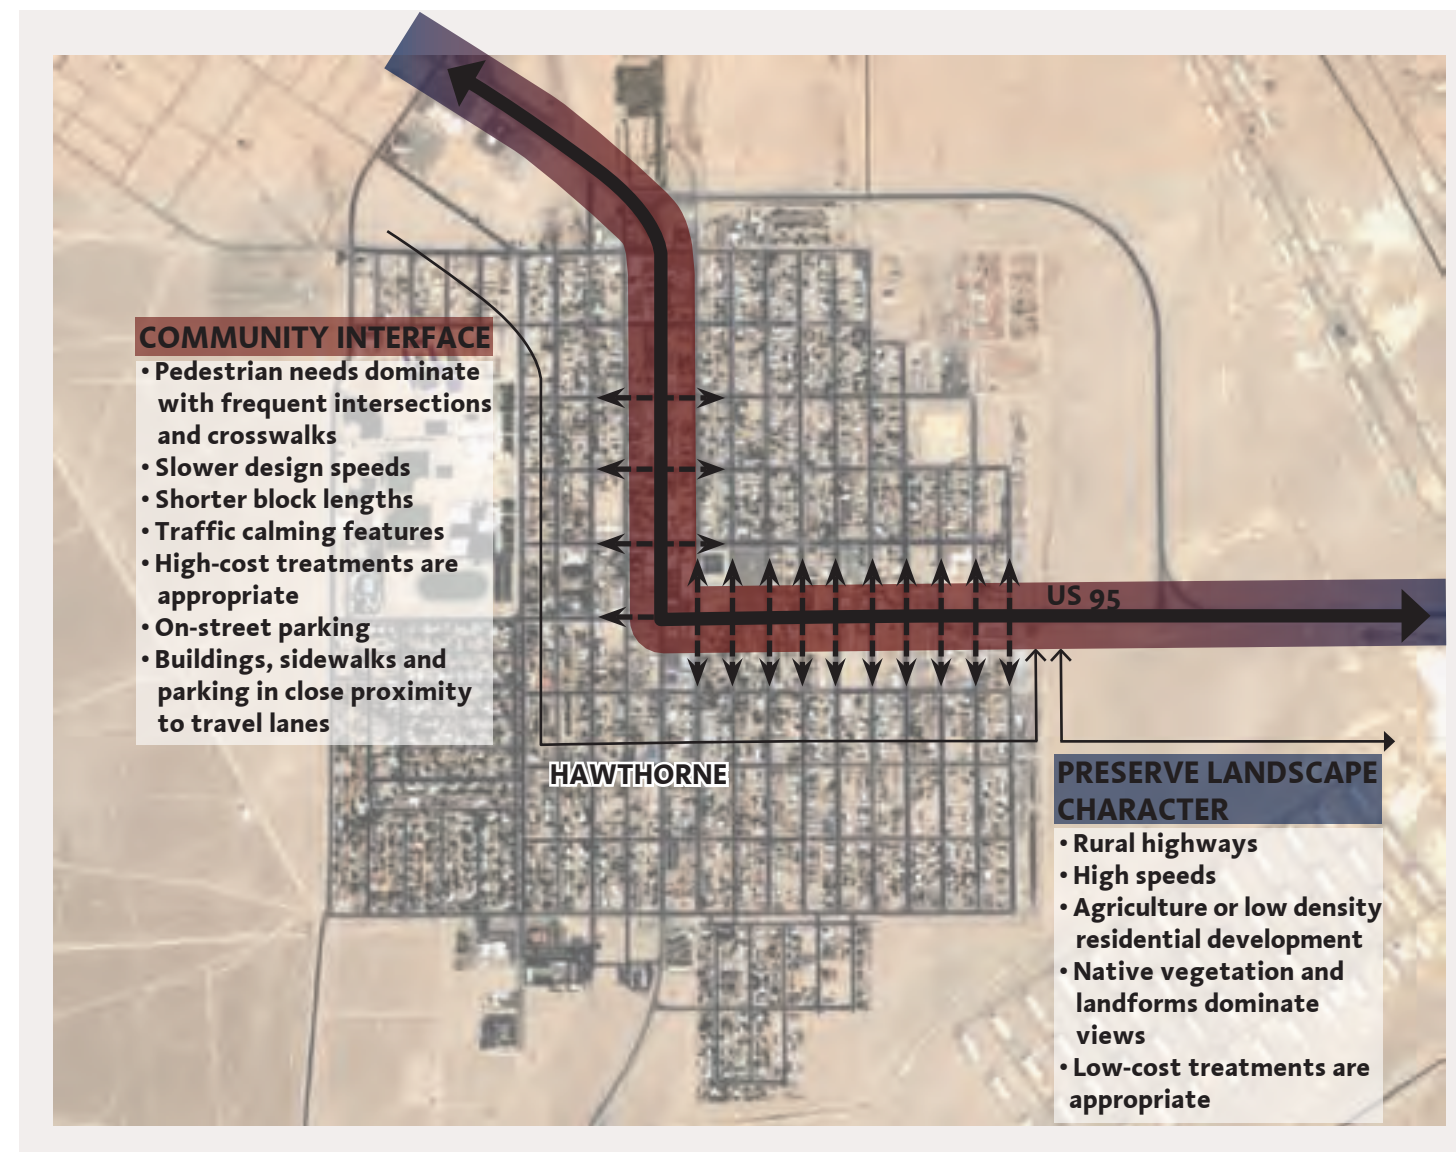 COMMUNITY INTERFACE
• Pedestrian needs dominate
with frequent intersections
and crosswalks
• Slower design speeds
• Shorter block lengths
• Traffic calming features
• High-cost treatments are
appropriate
• On-street parking
• Buildings, sidewalks and
parking in close proximity
to travel lanes
US 95
HAWTHORNE
PRESERVE LANDSCAPE
CHARACTER
• Rural highways
• High speeds
• Agriculture or low density
residential development
• Native vegetation and
landforms dominate
views
• Low-cost treatments are
appropriate